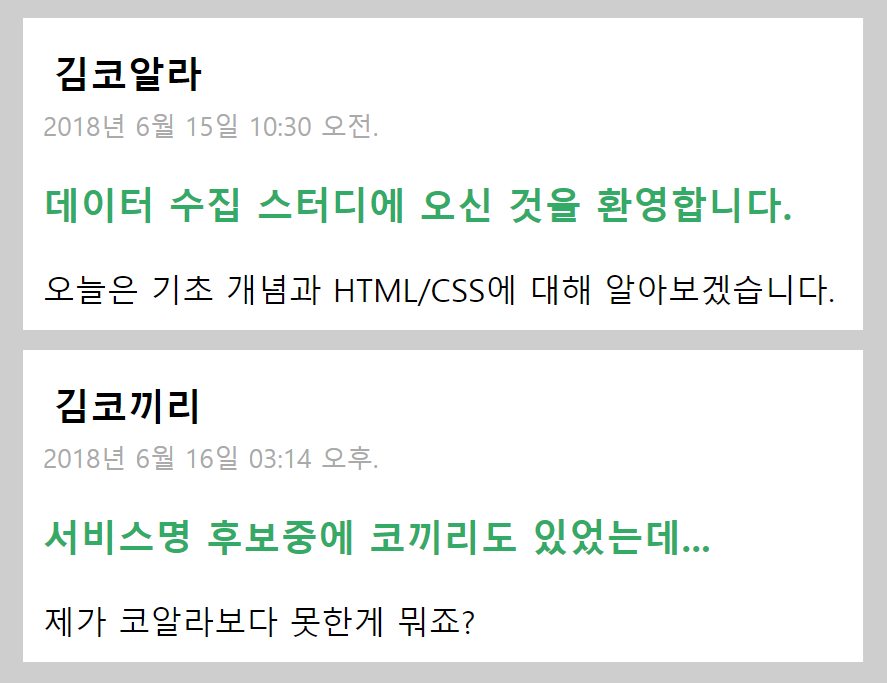 김코알라
2018년 6월 15일 10:30 오전.
데이터 수집 스터디에 오신 것을 환영합니다.
오늘은 기초 개념과 HTML/CSS에 대해 알아보겠습니다.
김코끼리
2018년 6월 16일 03:14 오후.
서비스명 후보중에 코끼리도 있었는데...
제가 코알라보다 못한게 뭐죠?